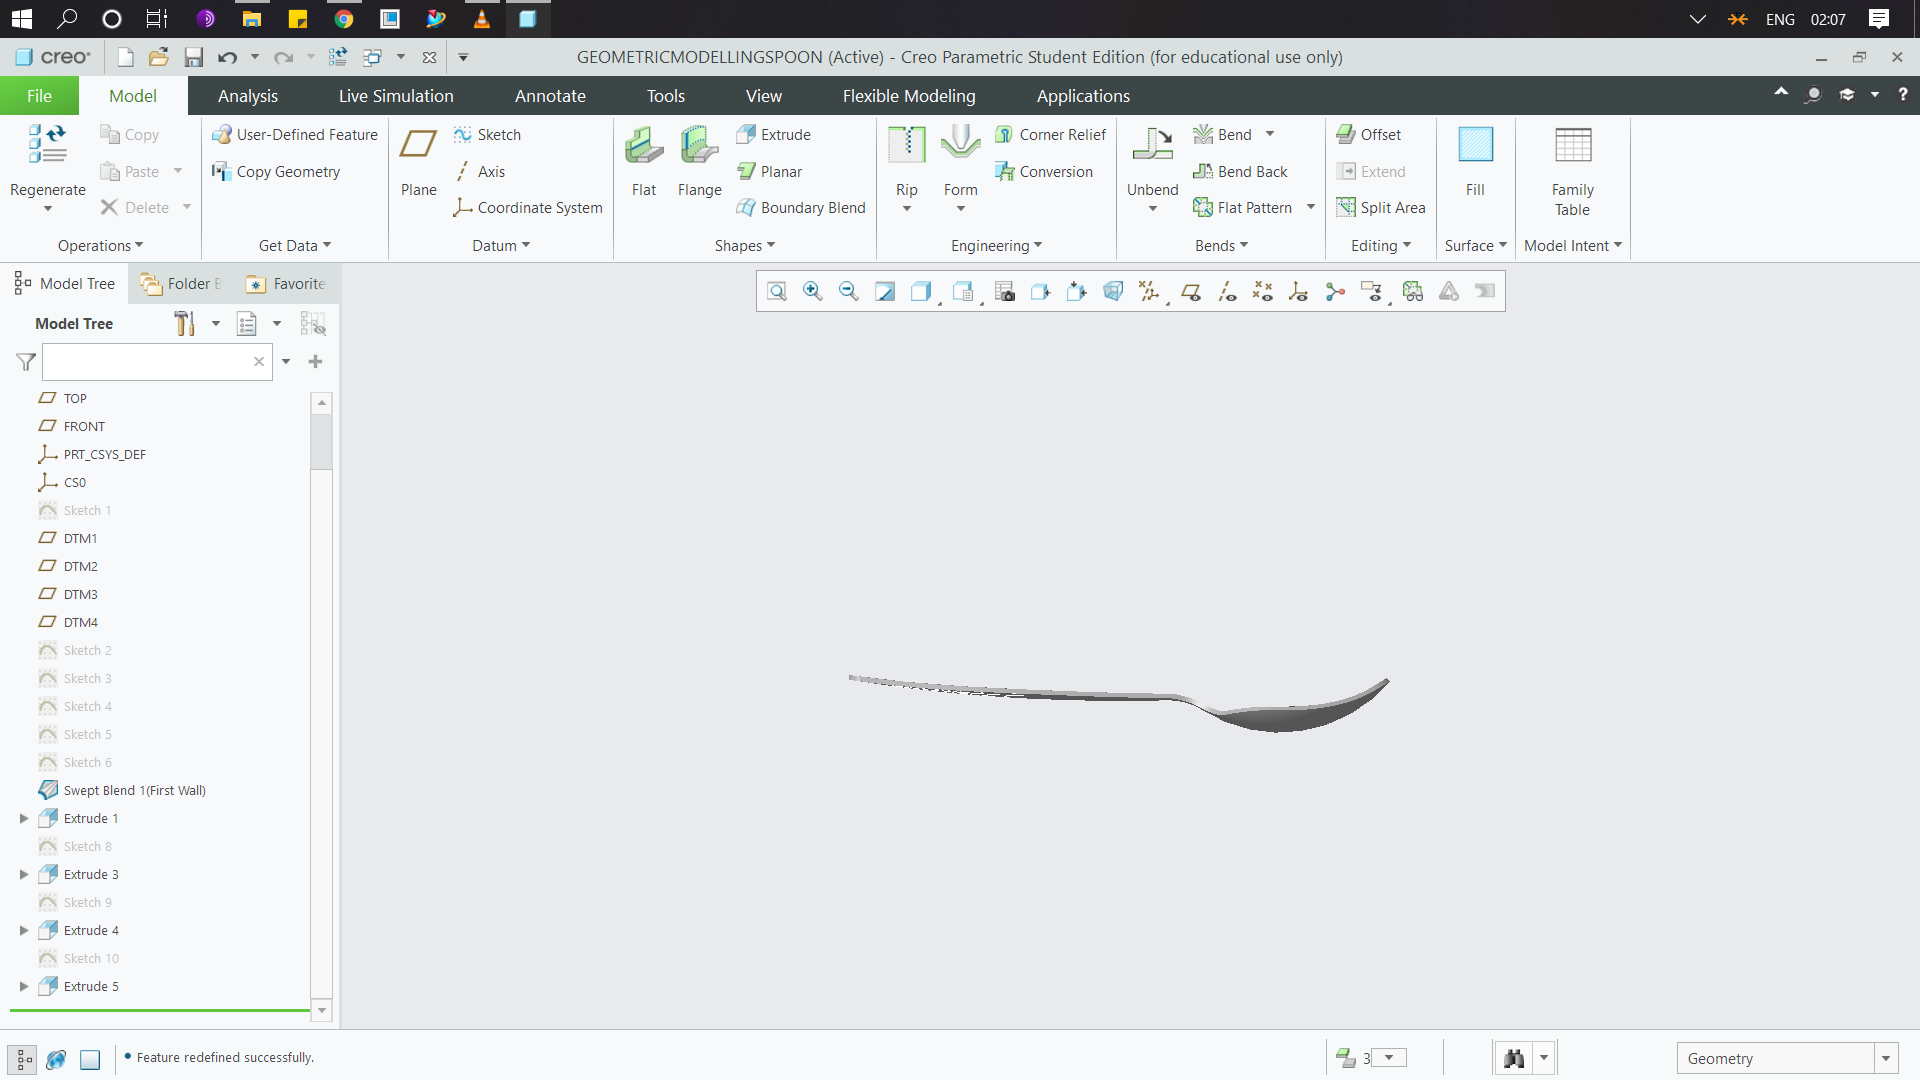 ENG 02:07
creo
GEOMETRICMODELLINGSPOON (Active) - Creo Parametric Student Edition (for educational use only)
File Model Analysis Live Simulation Annotate Tools View Flexible Modeling Applications
Copy User-Defined Feature Sketch Extrude Corner Relief Bend Offset
Paste Copy Geometry Axis Planar Conversion Bend Back Extend
Regenerate Plane Flat Flange Rip Form Unbend Fill Family
Table
Delete Coordinate System Boundary Blend Flat Pattern Split Area
Operations Get Data Datum Shapes Engineering Bends Editing Surface Model Intent
Model Tree Folder Favorite
Model Tree
TOP
FRONT
PRT_CSYS_DEF
CS0
Sketch 1
DTM1
DTM2
DTM3
DTM4
Sketch 2
Sketch 3
Sketch 4
Sketch 5
Sketch 6
Swept Blend 1(First Wall)
Extrude 1
Sketch 8
Extrude 3
Sketch 9
Extrude 4
Sketch 10
Extrude 5
Feature redefined successfully.
3
Geometry